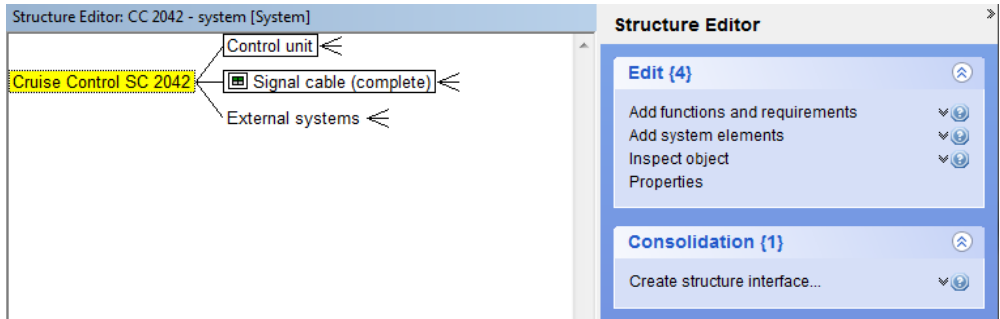 Structure Editor: CC 2042 - system [System]
Control unit
Cruise Control SC 2042
Signal cable (complete)
External systems
Structure Editor
Edit {4}
Add functions and requirements
Add system elements
Inspect object
Properties
Consolidation {1}
Create structure interface...